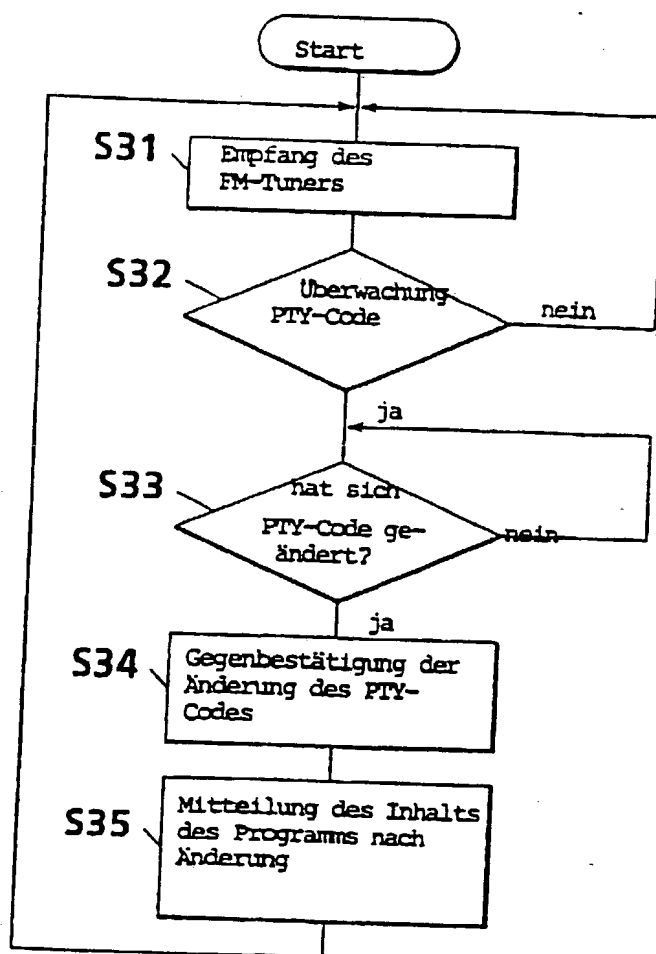 Start
S31
Empfang des
FM-Tuners
S32
Überwachung
PTY-Code
nein
ja
S33
hat sich
PTY-Code ge-
ändert?
nein
ja
S34
Gegenbestätigung der
Änderung des PTY-
Codes
S35
Mitteilung des Inhalts
des Programms nach
Änderung